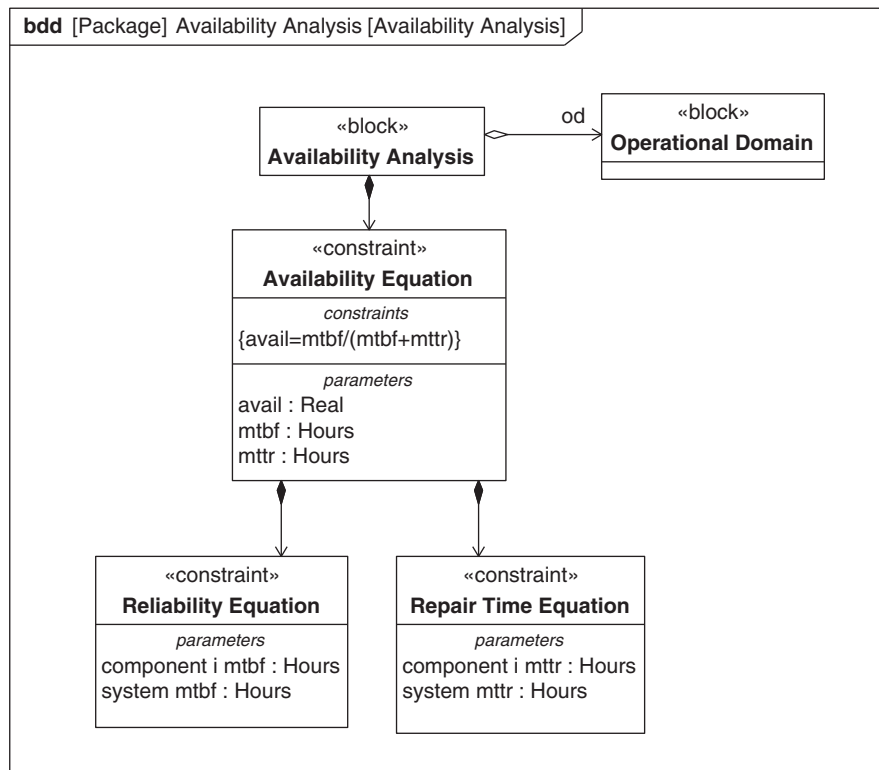 bdd [Package] Availability Analysis [Availability Analysis]
«block»
Availability Analysis
od
«block»
Operational Domain
«constraint»
Availability Equation
constraints
{avail=mtbf/(mtbf+mttr)}
parameters
avail : Real
mtbf : Hours
mttr : Hours
«constraint»
Reliability Equation
parameters
component i mtbf : Hours
system mtbf : Hours
«constraint»
Repair Time Equation
parameters
component i mttr : Hours
system mttr : Hours